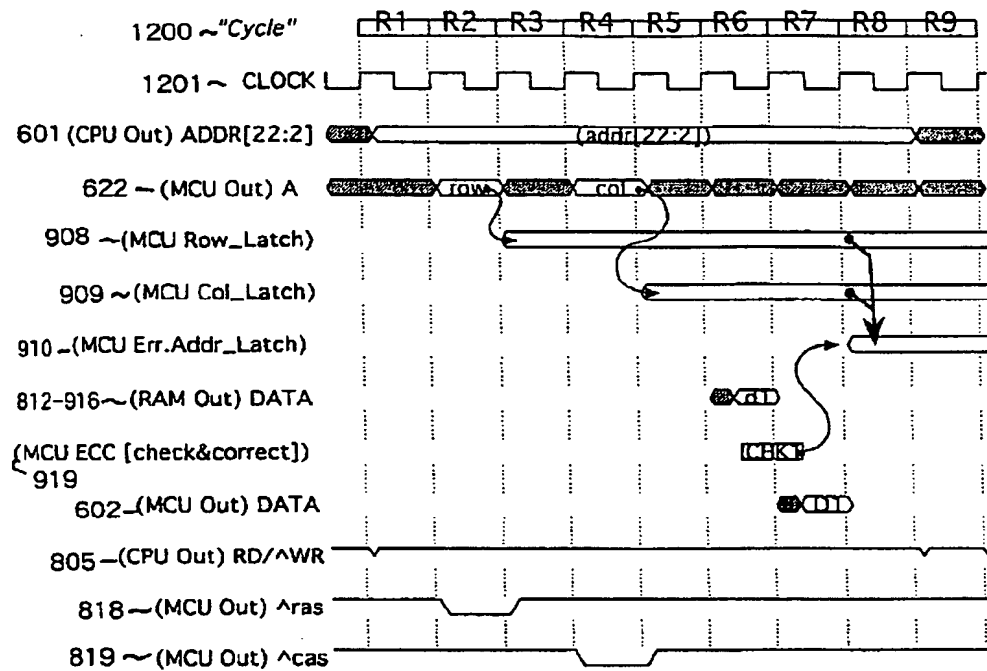 1200 ~ "Cycle" R1 R2 R3 R4 R5 R6 R7 R8 R9
1201 ~ CLOCK
601 (CPU Out) ADDR[22:2] (addr[22:2])
622 ~ (MCU Out) A row col
908 ~ (MCU Row_Latch)
909 ~ (MCU Col_Latch)
910 ~ (MCU Err.Addr_Latch)
812-916 ~ (RAM Out) DATA
(MCU ECC [check&correct]) CHK1
919
602 ~ (MCU Out) DATA
805 ~ (CPU Out) RD/^WR
818 ~ (MCU Out) ^ras
819 ~ (MCU Out) ^cas